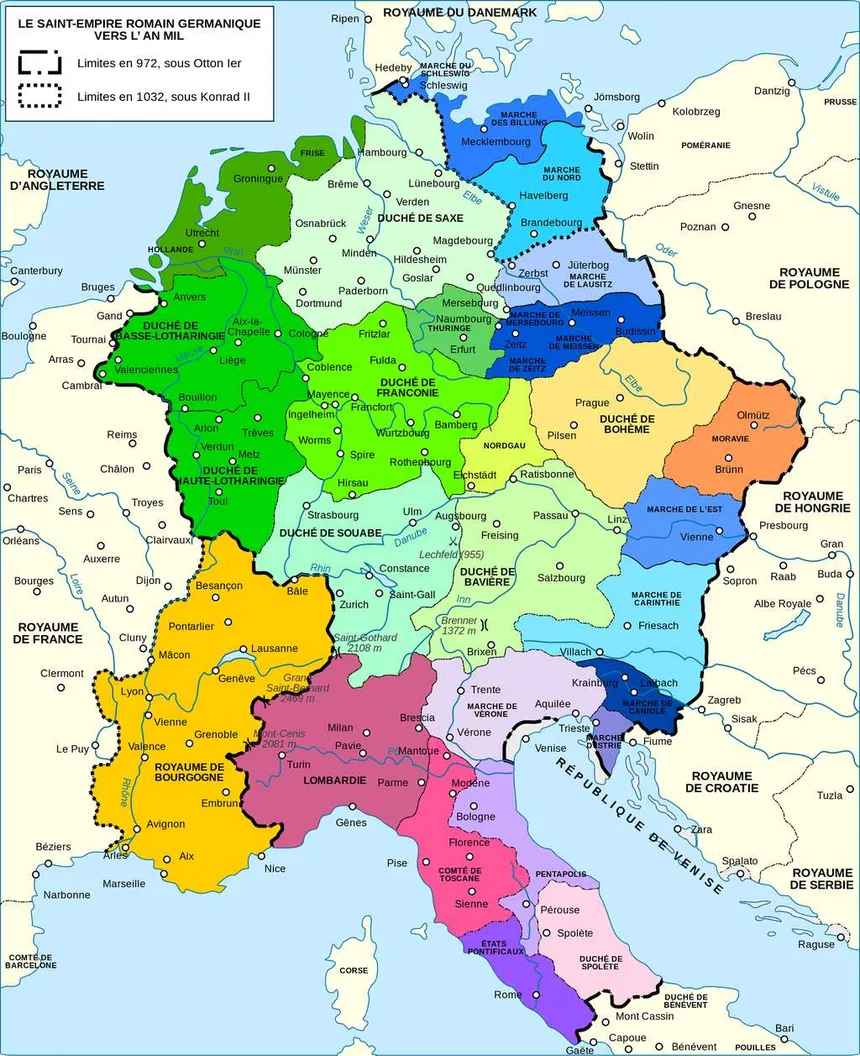 LE SAINT-EMPIRE ROMAIN GERMANIQUE
VERS L' AN MIL
Limites en 972, sous Otton Ier
Limites en 1032, sous Konrad II
ROYAUME DU DANEMARK
Ripen
Hedeby
MARCHE DU
SCHLESWIG
Schleswig
MARCHE
DES BILLUNG
Mecklembourg
Jómsborg
Dantzig
PRUSSE
Kolobrzeg
Wolin
POMÉRANIE
Stettin
ROYAUME
D'ANGLETERRE
FRISE
Groningue
Hambourg
Brême
Lünebourg
Verden
Elbe
MARCHE
DU NORD
Havelberg
Brandebourg
Vistule
Gnesne
Poznan
Oder
Utrecht
HOLLANDE
Rhin
Osnabrück
Weser
DUCHÉ DE SAXE
Minden
Magdebourg
Hildesheim
Münster
Goslar
Paderborn
Quedlinbourg
Dortmund
Zerbst
Jüterbog
MARCHE
DE LAUSITZ
ROYAUME
DE POLOGNE
Canterbury
Bruges
Anvers
Gand
Boulogne
Tournai
DUCHÉ DE
BASSE-LOTHARINGIE
Aix-la-
Chapelle
Cologne
Meuse
Liège
Arras
Valenciennes
Cambrai
Mersebourg
Naumbourg
THURINGE
Erfurt
MARCHE DE
MERSEBOURG
Meissen
Zeitz
MARCHE
DE MEISSEN
Budissin
MARCHE
DE ZEITZ
Breslau
Fritzlar
Fulda
Coblence
DUCHÉ DE
FRANCONIE
Mayence
Francfort
Ingelheim
Bamberg
Worms
Wurtzbourg
Spire
Rothenbourg
Hirsau
Bouillon
Arlon
Trèves
Verdun
Metz
DUCHÉ DE
HAUTE-LOTHARINGIE
Toul
NORDGAU
Eichstädt
Elbe
Prague
DUCHÉ DE
BOHÈME
Pilsen
Olmütz
MORAVIE
Brünn
Reims
Paris
Châlon
Seine
Chartres
Sens
Troyes
Orléans
Clairvaux
Auxerre
Strasbourg
DUCHÉ DE SOUABE
Ulm
Augsbourg
Danube
Ratisbonne
Passau
Linz
Freising
Lechfeld (955)
MARCHE DE L'EST
Vienne
ROYAUME
DE HONGRIE
Presbourg
Gran
Sopron
Raab
Buda
Albe Royale
Danube
Pécs
Bourges
Loire
Dijon
Autun
Besançon
Bâle
Rhin
Constance
Zurich
Saint-Gall
DUCHÉ DE
BAVIÈRE
Salzbourg
Inn
Brenner
1372 m
Brixen
MARCHE DE
CARINTHIE
Friesach
Villach
ROYAUME
DE FRANCE
Pontarlier
Cluny
Mâcon
Lausanne
Genève
Saint-Gothard
2108 m
Clermont
Lyon
Vienne
Grand
Saint-Bernard
2469 m
Mont-Cenis
2081 m
Grenoble
Le Puy
Valence
ROYAUME DE
BOURGOGNE
Embrun
Rhône
Avignon
Arles
Aix
Marseille
Nice
Béziers
Narbonne
COMTÉ DE
BARCELONE
Trente
MARCHE DE
VÉRONE
Aquilée
Krainburg
Laibach
MARCHE DE
CANIOLE
Trieste
MARCHE
D'ISTRIE
Fiume
Zagreb
Sisak
Brescia
Vérone
Venise
Milan
Pavie
Mantoue
Pô
Turin
LOMBARDIE
Parme
Modène
Gênes
Bologne
RÉPUBLIQUE DE VENISE
ROYAUME
DE CROATIE
Tuzla
Zara
Spalato
ROYAUME
DE SERBIE
Raguse
Florence
Pise
COMTÉ DE
TOSCANE
Sienne
PENTAPOLIS
Pérouse
Spolète
ÉTATS
PONTIFICAUX
DUCHÉ DE
SPOLÈTE
CORSE
Rome
DUCHÉ DE
BÉNÉVENT
Mont Cassin
Bari
Capoue
Gaëte
Bénévent
POUILLES